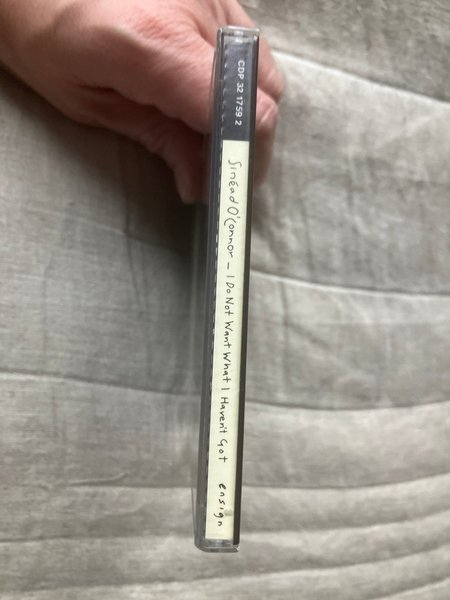 CDP 32 1759 2
Sinéad O'Connor – I Do Not Want What I Haven't Got ensign